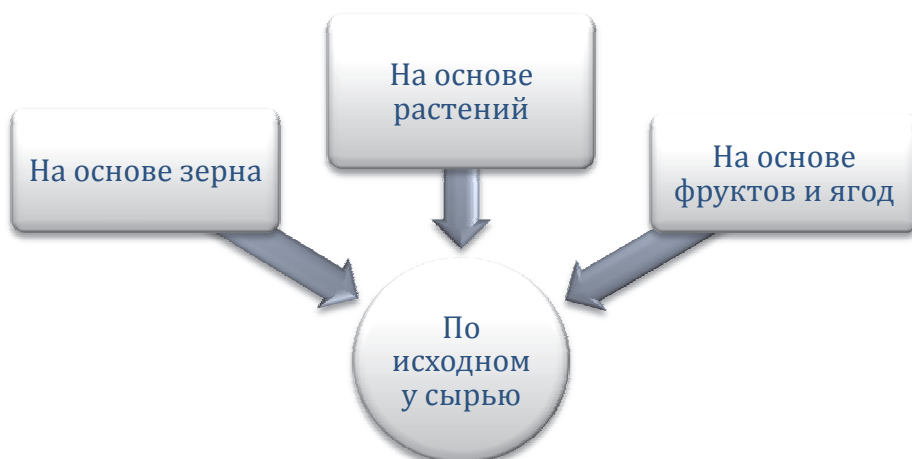 На основе
растений
На основе зерна
На основе
фруктов и ягод
По
исходном
у сырью